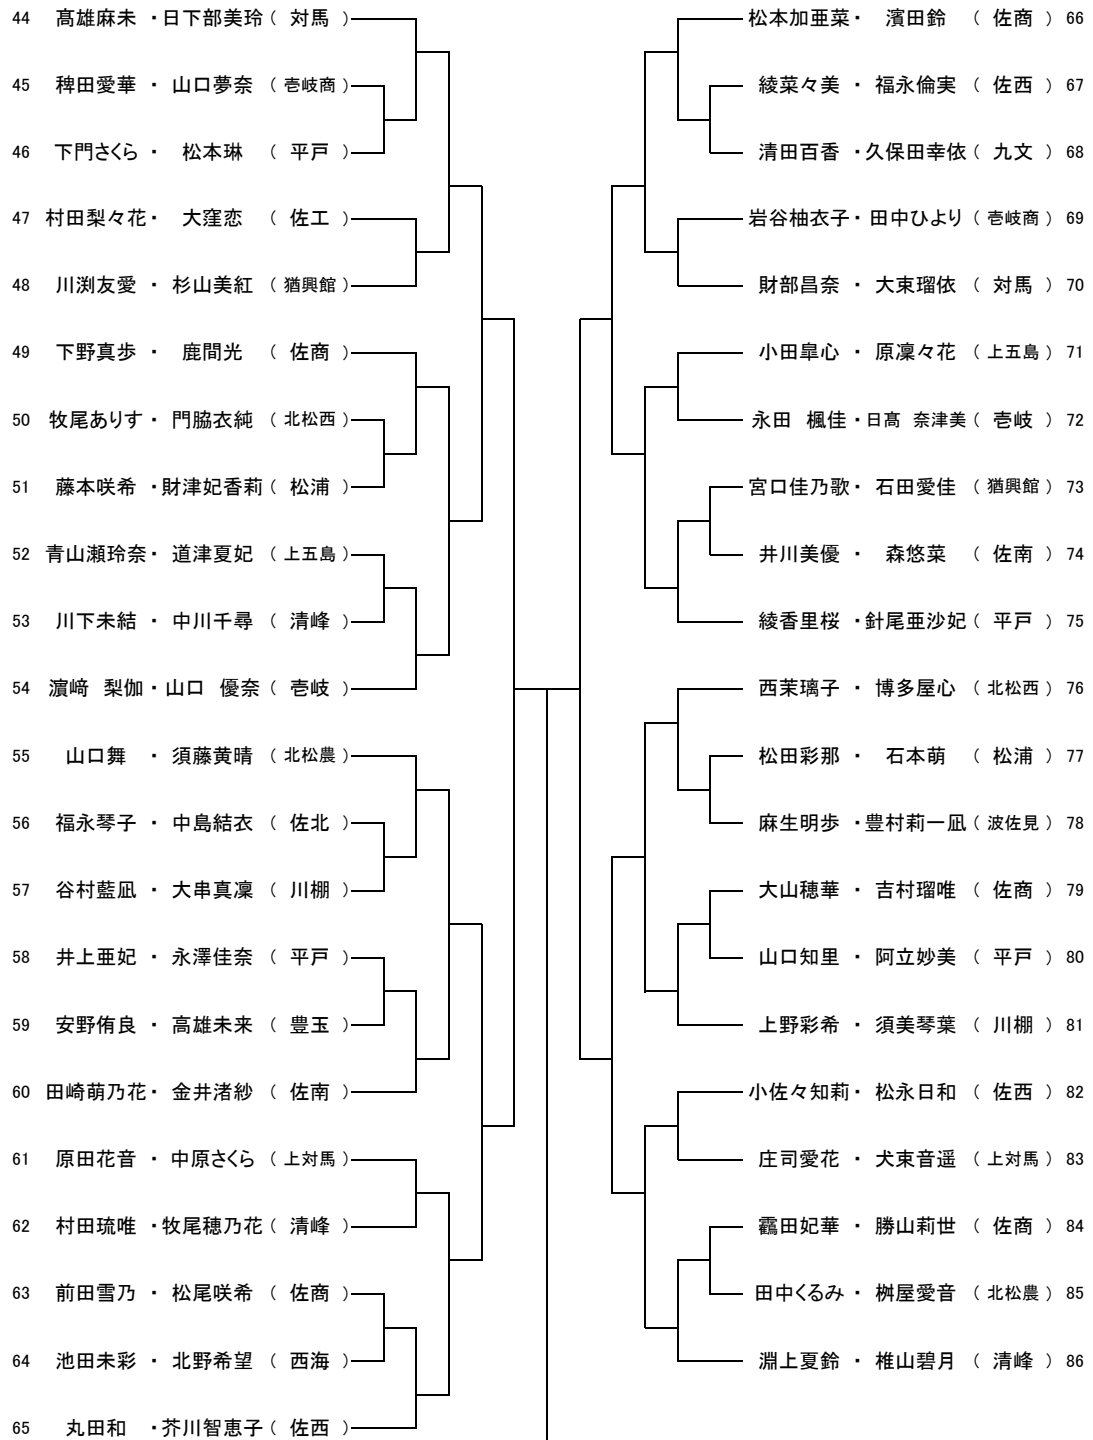 44 髙雄麻未 ・日下部美玲（ 対馬 ）
45 稗田愛華 ・ 山口夢奈 （ 壱岐商 ）
46 下門さくら ・ 松本琳 （ 平戸 ）
47 村田梨々花・ 大窪恋 （ 佐工 ）
48 川渕友愛 ・ 杉山美紅 （ 猶興館 ）
49 下野真歩 ・ 鹿間光 （ 佐商 ）
50 牧尾ありす ・ 門脇衣純 （ 北松西 ）
51 藤本咲希 ・財津妃香莉（ 松浦 ）
52 青山瀬玲奈・ 道津夏妃 （ 上五島 ）
53 川下未結 ・ 中川千尋 （ 清峰 ）
54 濵﨑 梨伽・山口 優奈（ 壱岐 ）
55 山口舞 ・ 須藤黄晴 （ 北松農 ）
56 福永琴子 ・ 中島結衣 （ 佐北 ）
57 谷村藍凪 ・ 大串真凜 （ 川棚 ）
58 井上亜妃 ・ 永澤佳奈 （ 平戸 ）
59 安野侑良 ・ 高雄未来 （ 豊玉 ）
60 田崎萌乃花・ 金井渚紗 （ 佐南 ）
61 原田花音 ・ 中原さくら （ 上対馬 ）
62 村田琉唯 ・牧尾穂乃花（ 清峰 ）
63 前田雪乃 ・ 松尾咲希 （ 佐商 ）
64 池田未彩 ・ 北野希望 （ 西海 ）
65 丸田和 ・芥川智恵子（ 佐西 ）
松本加亜菜・ 濱田鈴 （ 佐商 ） 66
綾菜々美 ・ 福永倫実 （ 佐西 ） 67
清田百香 ・久保田幸依（ 九文 ） 68
岩谷柚衣子・ 田中ひより （ 壱岐商 ） 69
財部昌奈 ・ 大束瑠依 （ 対馬 ） 70
小田皐心 ・ 原凜々花 （ 上五島 ） 71
永田 楓佳・日髙 奈津美（ 壱岐 ） 72
宮口佳乃歌・ 石田愛佳 （ 猶興館 ） 73
井川美優 ・ 森悠菜 （ 佐南 ） 74
綾香里桜 ・針尾亜沙妃（ 平戸 ） 75
西茉璃子 ・ 博多屋心 （ 北松西 ） 76
松田彩那 ・ 石本萌 （ 松浦 ） 77
麻生明歩 ・豊村莉一凪（ 波佐見 ） 78
大山穂華 ・ 吉村瑠唯 （ 佐商 ） 79
山口知里 ・ 阿立妙美 （ 平戸 ） 80
上野彩希 ・ 須美琴葉 （ 川棚 ） 81
小佐々知莉・ 松永日和 （ 佐西 ） 82
庄司愛花 ・ 犬束音遥 （ 上対馬 ） 83
靍田妃華 ・ 勝山莉世 （ 佐商 ） 84
田中くるみ ・ 桝屋愛音 （ 北松農 ） 85
淵上夏鈴 ・ 椎山碧月 （ 清峰 ） 86